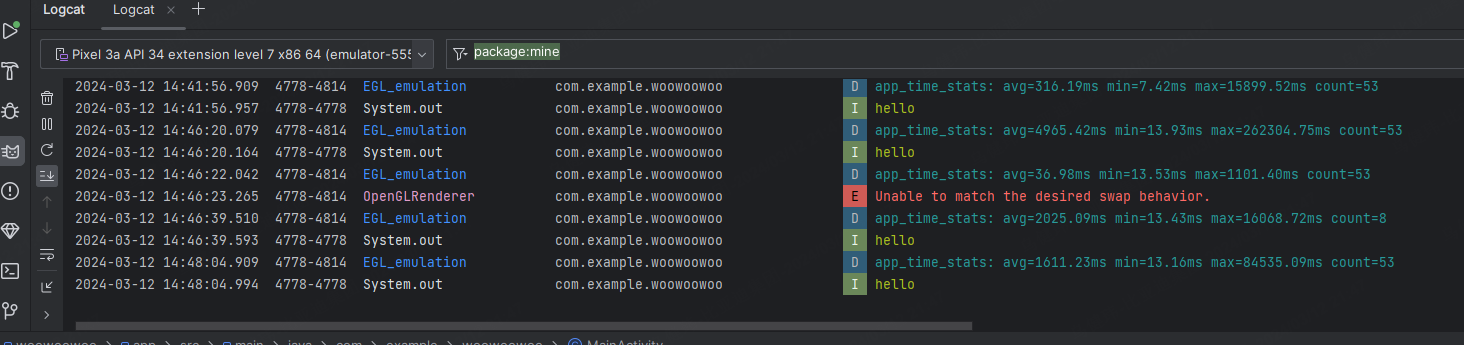 Logcat Logcat
Pixel 3a API 34 extension level 7 x86 64 (emulator-555 package:mine
2024-03-12 14:41:56.909 4778-4814 EGL_emulation com.example.woowoowoo D app_time_stats: avg=316.19ms min=7.42ms max=15899.52ms count=53
2024-03-12 14:41:56.957 4778-4778 System.out com.example.woowoowoo I hello
2024-03-12 14:46:20.079 4778-4814 EGL_emulation com.example.woowoowoo D app_time_stats: avg=4965.42ms min=13.93ms max=262304.75ms count=53
2024-03-12 14:46:20.164 4778-4778 System.out com.example.woowoowoo I hello
2024-03-12 14:46:22.042 4778-4814 EGL_emulation com.example.woowoowoo D app_time_stats: avg=36.98ms min=13.53ms max=1101.40ms count=53
2024-03-12 14:46:23.265 4778-4814 OpenGLRenderer com.example.woowoowoo E Unable to match the desired swap behavior.
2024-03-12 14:46:39.510 4778-4814 EGL_emulation com.example.woowoowoo D app_time_stats: avg=2025.09ms min=13.43ms max=16068.72ms count=8
2024-03-12 14:46:39.593 4778-4778 System.out com.example.woowoowoo I hello
2024-03-12 14:48:04.909 4778-4814 EGL_emulation com.example.woowoowoo D app_time_stats: avg=1611.23ms min=13.16ms max=84535.09ms count=53
2024-03-12 14:48:04.994 4778-4778 System.out com.example.woowoowoo I hello
woowoowoo app src main java com example woowoowoo MainActivity